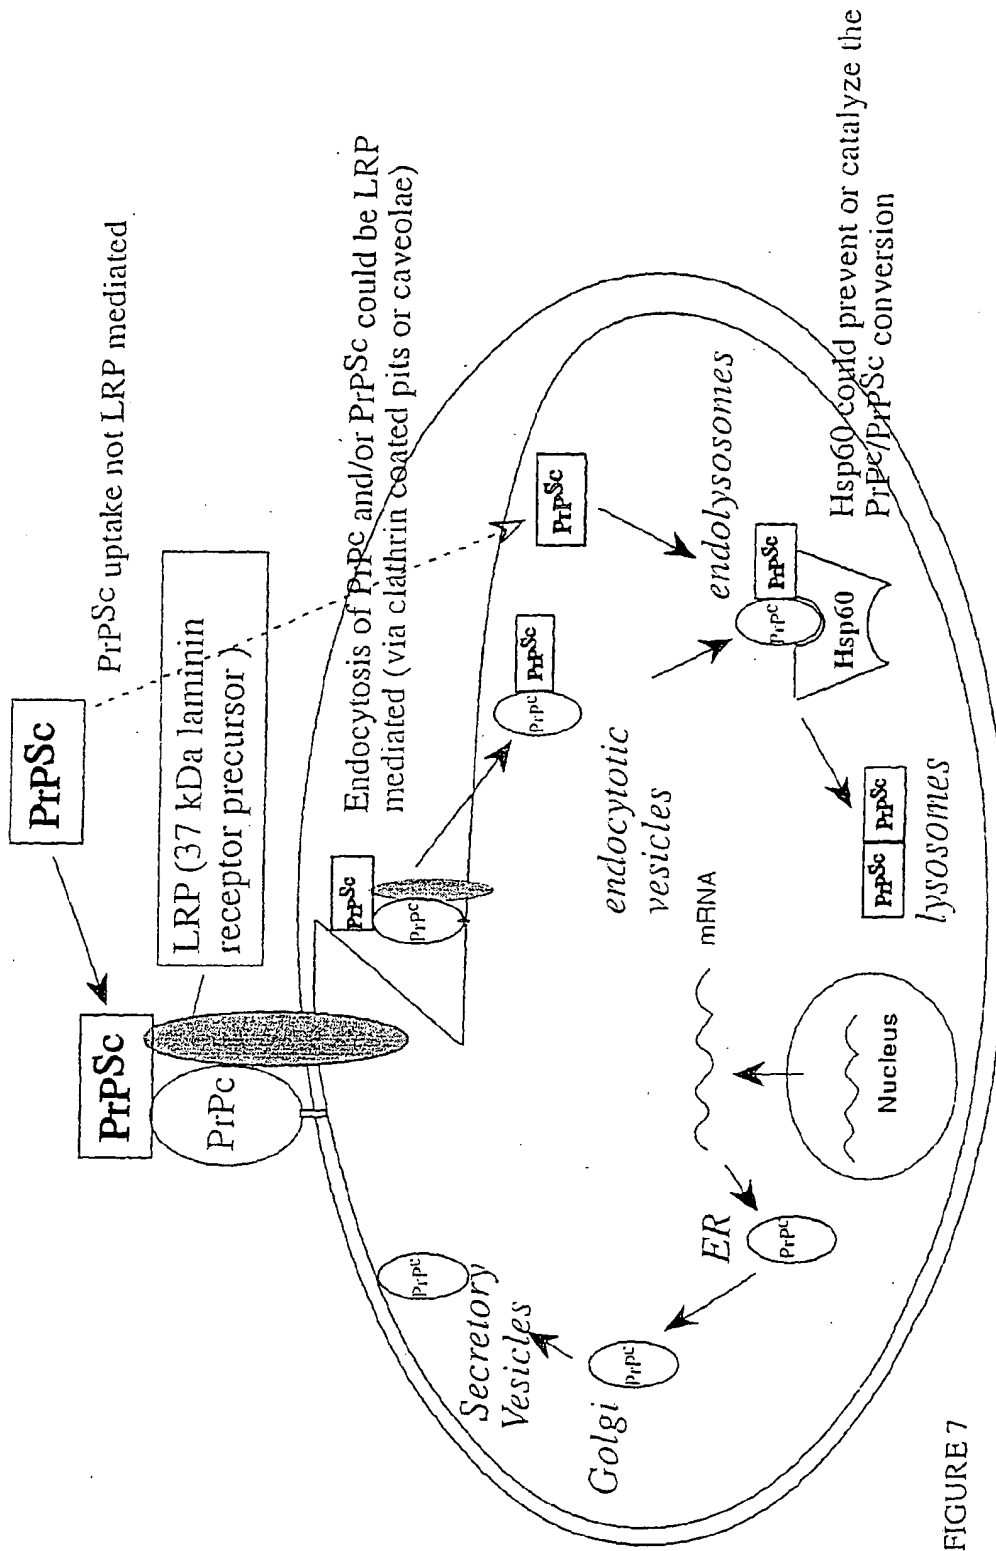 PrPSc
PrPSc uptake not LRP mediated
PrPSc
PrPc
LRP (37 kDa laminin
receptor precursor )
Endocytosis of PrPc and/or PrPSc could be LRP
mediated (via clathrin coated pits or caveolae)
PrPSc
PrPc
PrPSc
PrPc
PrPSc
PrPc
Secretory
Vesicles
endocytotic
vesicles
endolysosomes
PrPSc
PrPc
Hsp60
Hsp60 could prevent or catalyze the
PrPc/PrPSc conversion
Golgi
PrPc
ER
PrPc
mRNA
PrPSc PrPSc
lysosomes
Nucleus
FIGURE 7